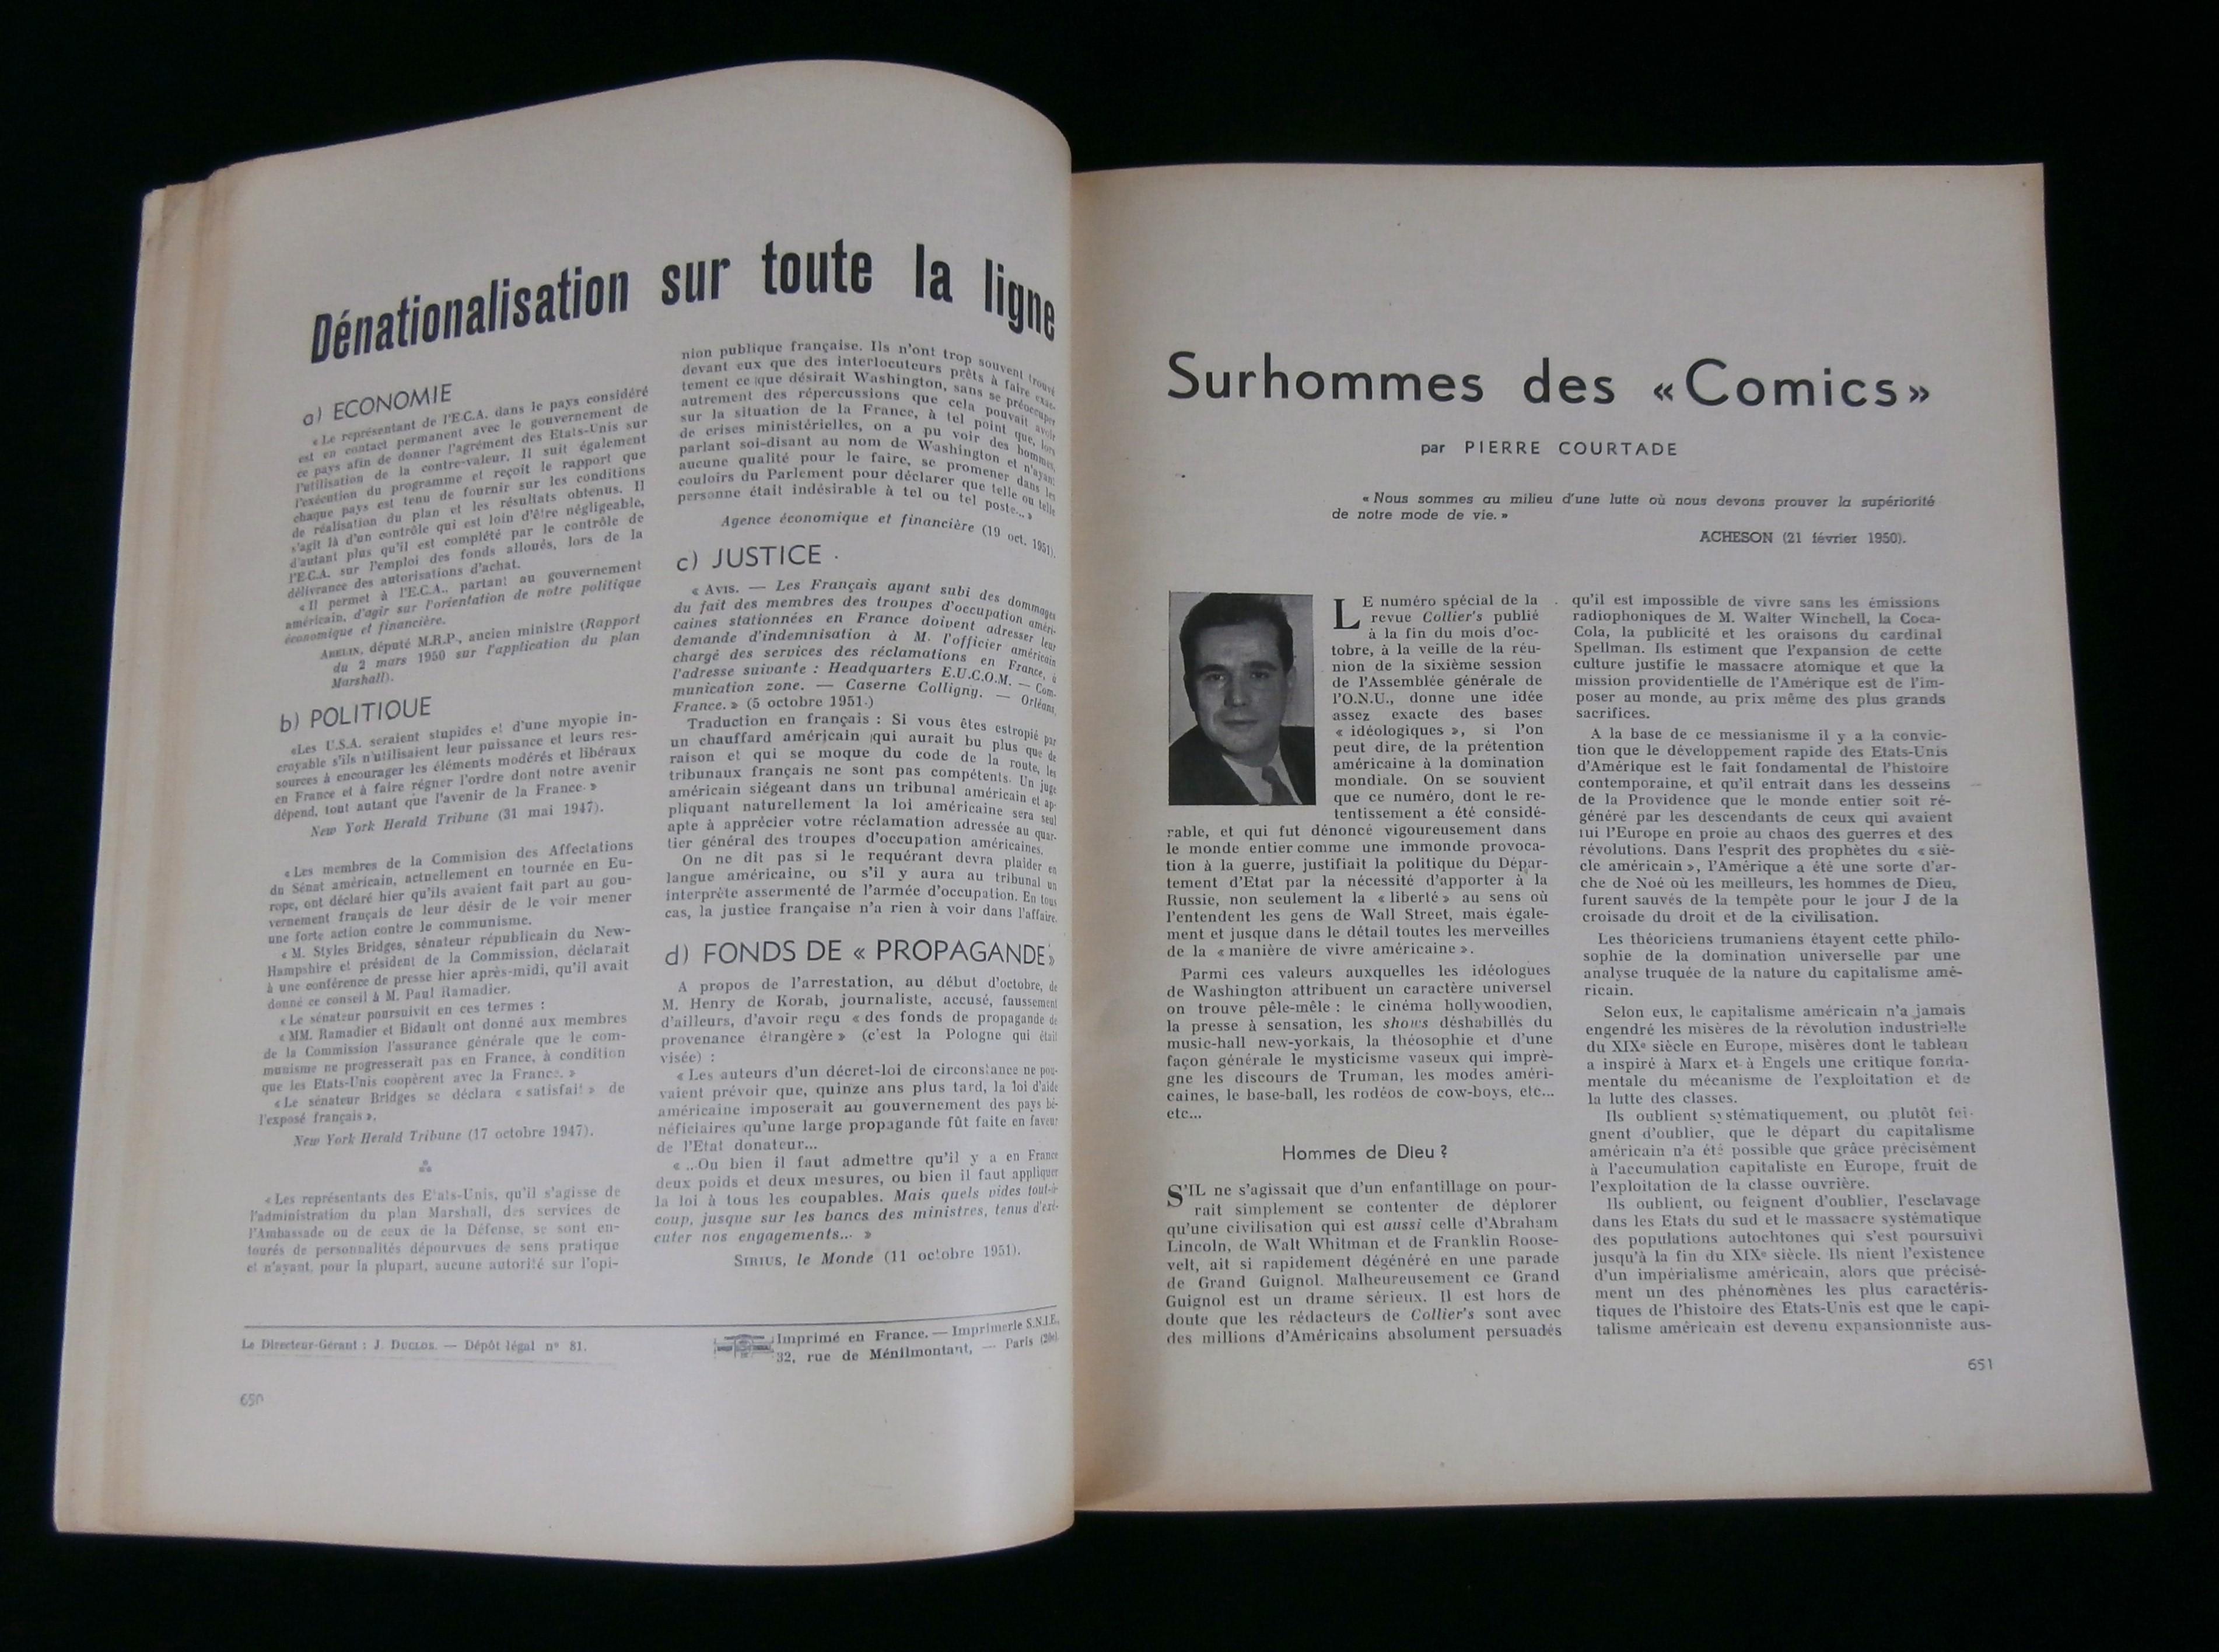 Dénationalisation sur toute la ligne
a) ECONOMIE
« Le représentant de l'E.C.A. dans le pays considéré
est en contact permanent avec le gouvernement de
ce pays afin de donner l'agrément des Etats-Unis sur
l'utilisation de la contre-valeur. Il suit également
l'exécution du programme et reçoit le rapport que
chaque pays est tenu de fournir sur les conditions
de réalisation du plan et les résultats obtenus. Il
s'agit là d'un contrôle qui est loin d'être négligeable,
d'autant plus qu'il est complété par le contrôle de
l'E.C.A. sur l'emploi des fonds alloués, lors de la
délivrance des autorisations d'achat.
« Il permet à l'E.C.A., partant au gouvernement
américain, d'agir sur l'orientation de notre politique
économique et financière.
ABELIN, député M.R.P., ancien ministre (Rapport
du 2 mars 1950 sur l'application du plan
Marshall).
b) POLITIQUE
«Les U.S.A. seraient stupides et d'une myopie in-
croyable s'ils n'utilisaient leur puissance et leurs res-
sources à encourager les éléments modérés et libéraux
en France et à faire régner l'ordre dont notre avenir
dépend, tout autant que l'avenir de la France. »
New York Herald Tribune (31 mai 1947).
« Les membres de la Commision des Affectations
du Sénat américain, actuellement en tournée en Eu-
rope, ont déclaré hier qu'ils avaient fait part au gou-
vernement français de leur désir de le voir mener
une forte action contre le communisme.
« M. Styles Bridges, sénateur républicain du New-
Hampshire et président de la Commission, déclarait
à une conférence de presse hier après-midi, qu'il avait
donné ce conseil à M. Paul Ramadier.
« Le sénateur poursuivit en ces termes :
« MM. Ramadier et Bidault ont donné aux membres
de la Commission l'assurance générale que le com-
munisme ne progresserait pas en France, à condition
que les Etats-Unis coopèrent avec la France. »
« Le sénateur Bridges se déclara « satisfait » de
l'exposé français ».
New York Herald Tribune (17 octobre 1947).
« Les représentants des Etats-Unis, qu'il s'agisse de
l'administration du plan Marshall, des services de
l'Ambassade ou de ceux de la Défense, se sont en-
tourés de personnalités dépourvues de sens pratique
et n'ayant, pour la plupart, aucune autorité sur l'opi-
nion publique française. Ils n'ont trop souvent trouvé
devant eux que des interlocuteurs prêts à faire exac-
tement ce que désirait Washington, sans se préoccuper
autrement des répercussions que cela pouvait avoir
sur la situation de la France, à tel point que, lors
de crises ministérielles, on a pu voir des hommes,
parlant soi-disant au nom de Washington et n'ayant
aucune qualité pour le faire, se promener dans les
couloirs du Parlement pour déclarer que telle ou telle
personne était indésirable à tel ou tel poste... »
Agence économique et financière (19 oct. 1951).
c) JUSTICE
« AVIS. — Les Français ayant subi des dommages
du fait des membres des troupes d'occupation améri-
caines stationnées en France doivent adresser leur
demande d'indemnisation à M. l'officier américain
chargé des services des réclamations en France, à
l'adresse suivante : Headquarters E.U.C.O.M. — Com-
munication zone. — Caserne Colligny. — Orléans,
France. » (5 octobre 1951.)
Traduction en français : Si vous êtes estropié par
un chauffard américain qui aurait bu plus que de
raison et qui se moque du code de la route, les
tribunaux français ne sont pas compétents. Un juge
américain siégeant dans un tribunal américain et ap-
pliquant naturellement la loi américaine sera seul
apte à apprécier votre réclamation adressée au quar-
tier général des troupes d'occupation américaines.
On ne dit pas si le requérant devra plaider en
langue américaine, ou s'il y aura au tribunal un
interprète assermenté de l'armée d'occupation. En tous
cas, la justice française n'a rien à voir dans l'affaire.
d) FONDS DE « PROPAGANDE »
A propos de l'arrestation, au début d'octobre, de
M. Henry de Korab, journaliste, accusé, faussement
d'ailleurs, d'avoir reçu « des fonds de propagande de
provenance étrangère » (c'est la Pologne qui était
visée) :
« Les auteurs d'un décret-loi de circonstance ne pou-
vaient prévoir que, quinze ans plus tard, la loi d'aide
américaine imposerait au gouvernement des pays bé-
néficiaires qu'une large propagande fût faite en faveur
de l'Etat donateur...
« ...Ou bien il faut admettre qu'il y a en France
deux poids et deux mesures, ou bien il faut appliquer
la loi à tous les coupables. Mais quels vides tout-à-
coup, jusque sur les bancs des ministres, tenus d'exé-
cuter nos engagements... »
SIRIUS, le Monde (11 octobre 1951).
Le Directeur-Gérant : J. DUCLOS. — Dépôt légal n° 81.
Imprimé en France. — Imprimerie S.N.I.E.,
32, rue de Ménilmontant, — Paris (20e).
650
Surhommes des « Comics »
par PIERRE COURTADE
« Nous sommes au milieu d'une lutte où nous devons prouver la supériorité
de notre mode de vie. »
ACHESON (21 février 1950).
LE numéro spécial de la
revue Collier's publié
à la fin du mois d'oc-
tobre, à la veille de la réu-
nion de la sixième session
de l'Assemblée générale de
l'O.N.U., donne une idée
assez exacte des bases
« idéologiques », si l'on
peut dire, de la prétention
américaine à la domination
mondiale. On se souvient
que ce numéro, dont le re-
tentissement a été considé-
rable, et qui fut dénoncé vigoureusement dans
le monde entier comme une immonde provoca-
tion à la guerre, justifiait la politique du Dépar-
tement d'Etat par la nécessité d'apporter à la
Russie, non seulement la « liberté » au sens où
l'entendent les gens de Wall Street, mais égale-
ment et jusque dans le détail toutes les merveilles
de la « manière de vivre américaine ».
Parmi ces valeurs auxquelles les idéologues
de Washington attribuent un caractère universel
on trouve pêle-mêle : le cinéma hollywoodien,
la presse à sensation, les shows déshabillés du
music-hall new-yorkais, la théosophie et d'une
façon générale le mysticisme vaseux qui imprè-
gne les discours de Truman, les modes améri-
caines, le base-ball, les rodéos de cow-boys, etc...
etc...
Hommes de Dieu ?
S'IL ne s'agissait que d'un enfantillage on pour-
rait simplement se contenter de déplorer
qu'une civilisation qui est aussi celle d'Abraham
Lincoln, de Walt Whitman et de Franklin Roose-
velt, ait si rapidement dégénéré en une parade
de Grand Guignol. Malheureusement ce Grand
Guignol est un drame sérieux. Il est hors de
doute que les rédacteurs de Collier's sont avec
des millions d'Américains absolument persuadés
qu'il est impossible de vivre sans les émissions
radiophoniques de M. Walter Winchell, la Coca-
Cola, la publicité et les oraisons du cardinal
Spellman. Ils estiment que l'expansion de cette
culture justifie le massacre atomique et que la
mission providentielle de l'Amérique est de l'im-
poser au monde, au prix même des plus grands
sacrifices.
A la base de ce messianisme il y a la convic-
tion que le développement rapide des Etats-Unis
d'Amérique est le fait fondamental de l'histoire
contemporaine, et qu'il entrait dans les desseins
de la Providence que le monde entier soit ré-
généré par les descendants de ceux qui avaient
fui l'Europe en proie au chaos des guerres et des
révolutions. Dans l'esprit des prophètes du « siè-
cle américain », l'Amérique a été une sorte d'ar-
che de Noé où les meilleurs, les hommes de Dieu,
furent sauvés de la tempête pour le jour J de la
croisade du droit et de la civilisation.
Les théoriciens trumaniens étayent cette philo-
sophie de la domination universelle par une
analyse truquée de la nature du capitalisme amé-
ricain.
Selon eux, le capitalisme américain n'a jamais
engendré les misères de la révolution industrielle
du XIXe siècle en Europe, misères dont le tableau
a inspiré à Marx et à Engels une critique fonda-
mentale du mécanisme de l'exploitation et de
la lutte des classes.
Ils oublient systématiquement, ou plutôt fei-
gnent d'oublier, que le départ du capitalisme
américain n'a été possible que grâce précisément
à l'accumulation capitaliste en Europe, fruit de
l'exploitation de la classe ouvrière.
Ils oublient, ou feignent d'oublier, l'esclavage
dans les Etats du sud et le massacre systématique
des populations autochtones qui s'est poursuivi
jusqu'à la fin du XIXe siècle. Ils nient l'existence
d'un impérialisme américain, alors que précisé-
ment un des phénomènes les plus caractéris-
tiques de l'histoire des Etats-Unis est que le capi-
talisme américain est devenu expansionniste aus-
651